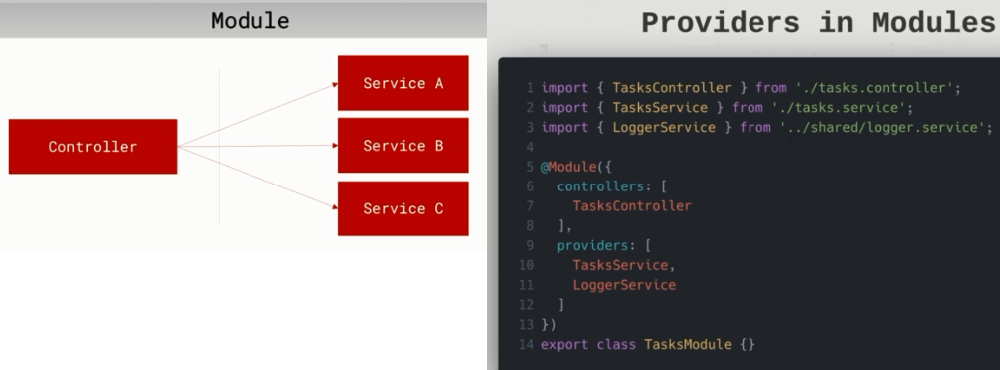 Module
Controller
Service A
Service B
Service C
Providers in Modules
1 import { TasksController } from './tasks.controller';
2 import { TasksService } from './tasks.service';
3 import { LoggerService } from '../shared/logger.service';
4
5 @Module({
6   controllers: [
7     TasksController
8   ],
9   providers: [
10     TasksService,
11     LoggerService
12   ]
13 })
14 export class TasksModule {}